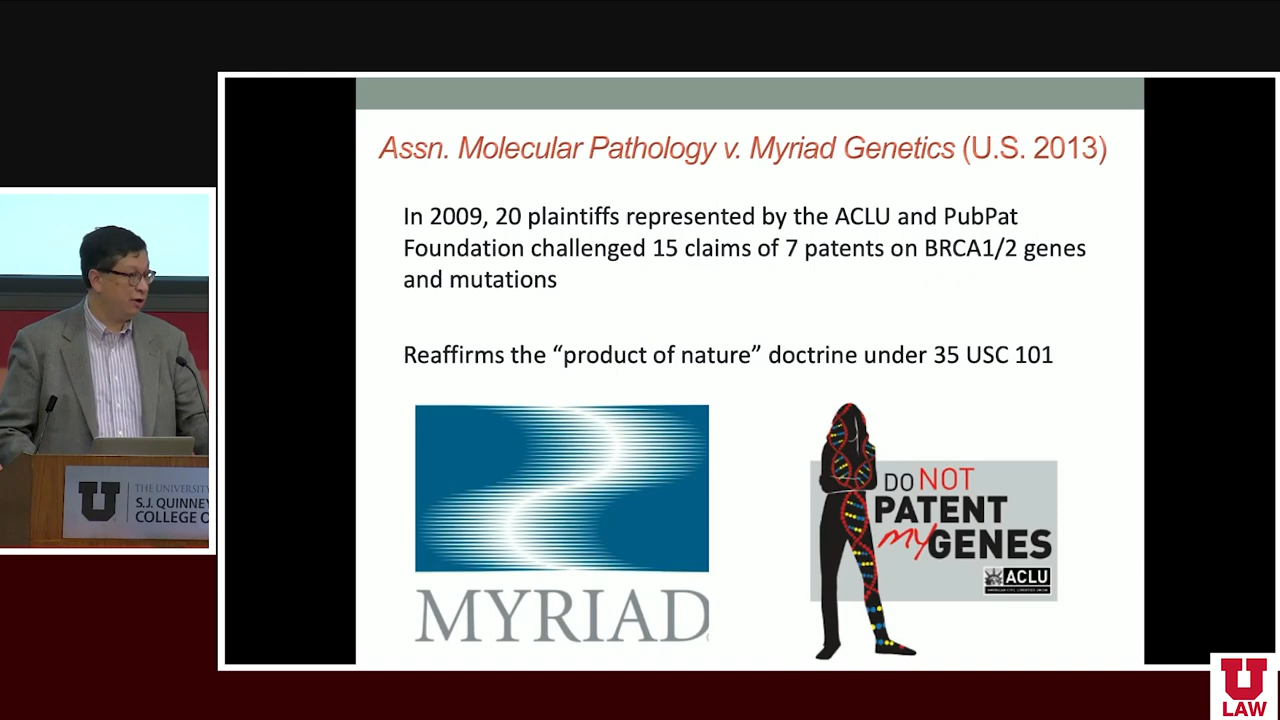 Assn. Molecular Pathology v. Myriad Genetics (U.S. 2013)
In 2009, 20 plaintiffs represented by the ACLU and PubPat
Foundation challenged 15 claims of 7 patents on BRCA1/2 genes
and mutations
Reaffirms the “product of nature” doctrine under 35 USC 101
MYRIAD
DO NOT
PATENT
my GENES
ACLU
AMERICAN CIVIL LIBERTIES UNION
U
THE UNIVERSITY
S.J. QUINNEY
COLLEGE O
U
LAW